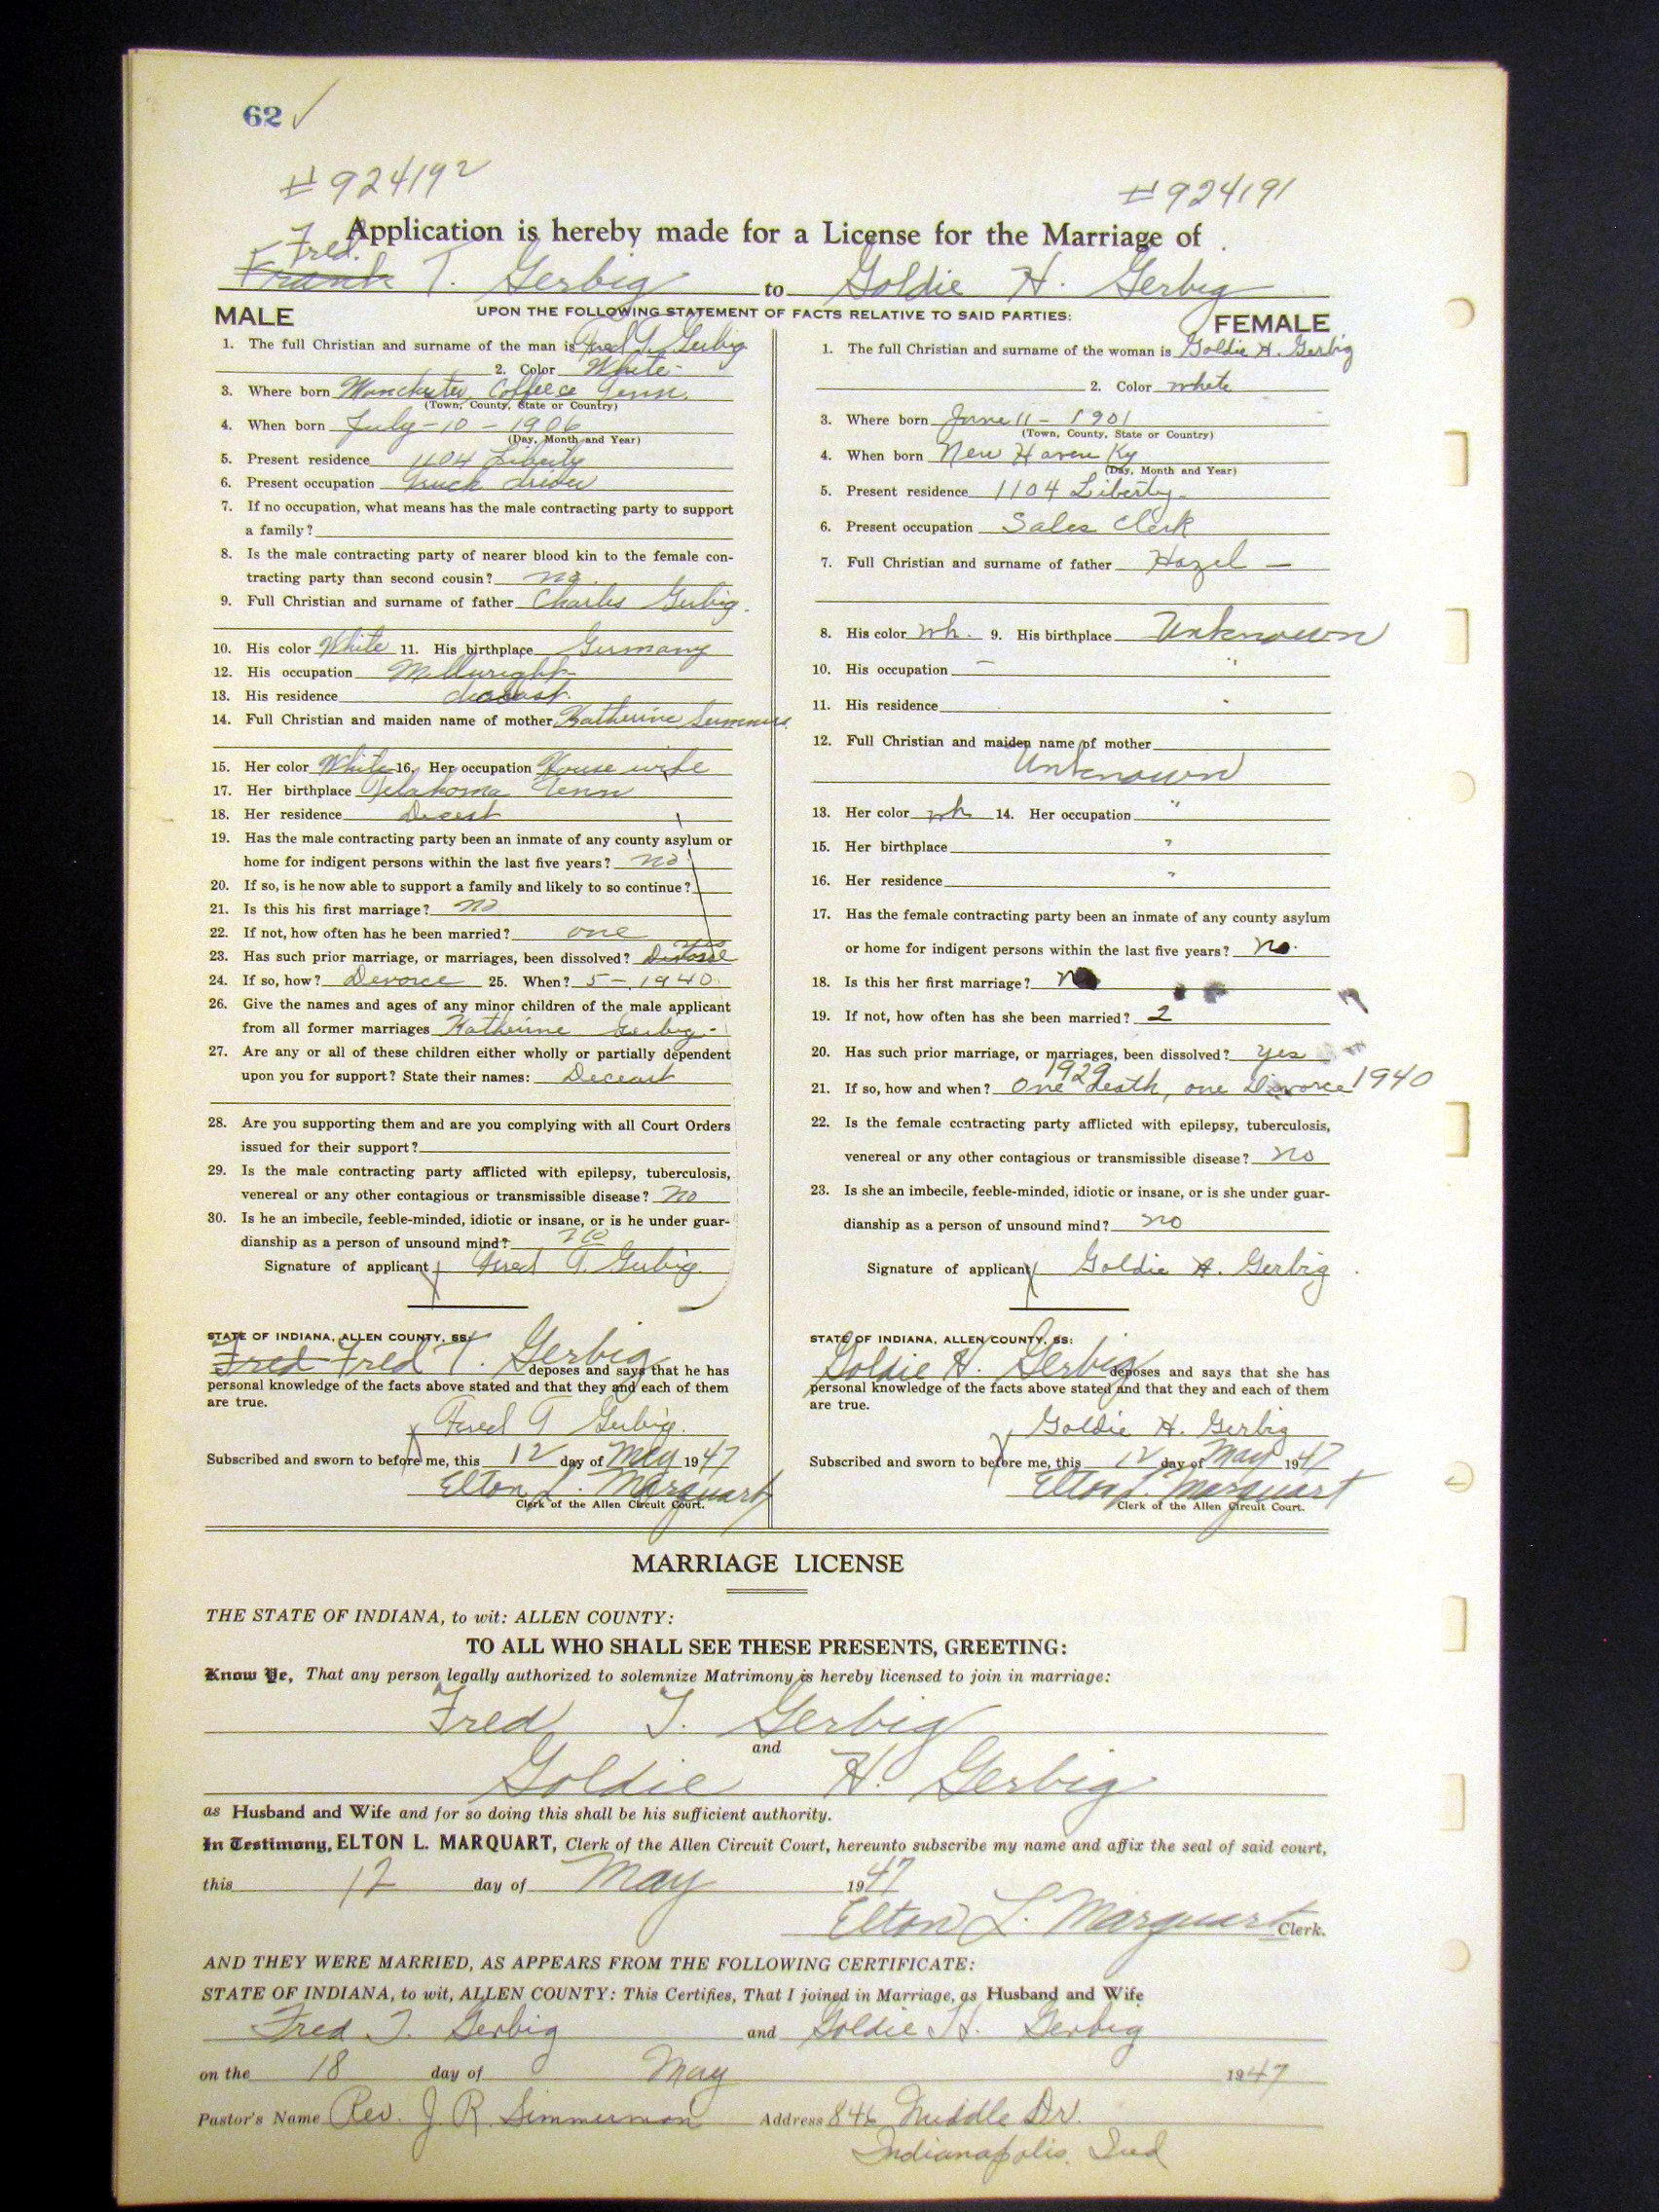 62 ✓
#924192 #924191
Application is hereby made for a License for the Marriage of
Fred.
Frank T. Gerbig to Goldie H. Gerbig
UPON THE FOLLOWING STATEMENT OF FACTS RELATIVE TO SAID PARTIES:
MALE
1. The full Christian and surname of the man is Fred T. Gerbig
2. Color White
3. Where born Manchester, Coffee co Tenn.
(Town, County, State or Country)
4. When born July-10-1906
(Day, Month and Year)
5. Present residence 1104 Liberty
6. Present occupation Truck driver
7. If no occupation, what means has the male contracting party to support
a family?
8. Is the male contracting party of nearer blood kin to the female con-
tracting party than second cousin? no.
9. Full Christian and surname of father Charles Gerbig.
10. His color White 11. His birthplace Germany
12. His occupation Millwright
13. His residence
14. Full Christian and maiden name of mother Katherine
15. Her color White 16. Her occupation House wife
17. Her birthplace Tenn
18. Her residence Decest
19. Has the male contracting party been an inmate of any county asylum or
home for indigent persons within the last five years? no
20. If so, is he now able to support a family and likely to so continue?
21. Is this his first marriage? no
22. If not, how often has he been married? one
yes
23. Has such prior marriage, or marriages, been dissolved?
24. If so, how? Devorce 25. When? 5-1940.
26. Give the names and ages of any minor children of the male applicant
from all former marriages Katherine Gerbig-
27. Are any or all of these children either wholly or partially dependent
upon you for support? State their names: Deceast
28. Are you supporting them and are you complying with all Court Orders
issued for their support?
29. Is the male contracting party afflicted with epilepsy, tuberculosis,
venereal or any other contagious or transmissible disease? no
30. Is he an imbecile, feeble-minded, idiotic or insane, or is he under guar-
dianship as a person of unsound mind? no
Signature of applicant Fred T. Gerbig.
STATE OF INDIANA, ALLEN COUNTY, SS:
Fred Fred T. Gerbig deposes and says that he has
personal knowledge of the facts above stated and that they and each of them
are true.
Fred T Gerbig.
Subscribed and sworn to before me, this 12 day of May 1947
Elton L. Marquart
Clerk of the Allen Circuit Court.
FEMALE
1. The full Christian and surname of the woman is Goldie H. Gerbig
2. Color white
3. Where born June 11-1901
(Town, County, State or Country)
4. When born New Haven Ky
(Day, Month and Year)
5. Present residence 1104 Liberty-
6. Present occupation Sales Clerk
7. Full Christian and surname of father Hazel —
8. His color wh. 9. His birthplace Unknown
10. His occupation — "
11. His residence "
12. Full Christian and maiden name of mother
Unknown
13. Her color wh 14. Her occupation "
15. Her birthplace "
16. Her residence "
17. Has the female contracting party been an inmate of any county asylum
or home for indigent persons within the last five years? no.
18. Is this her first marriage? no
19. If not, how often has she been married? 2
20. Has such prior marriage, or marriages, been dissolved? yes
1929
21. If so, how and when? one death, one Divorce 1940
22. Is the female contracting party afflicted with epilepsy, tuberculosis,
venereal or any other contagious or transmissible disease? no
23. Is she an imbecile, feeble-minded, idiotic or insane, or is she under guar-
dianship as a person of unsound mind? no
Signature of applicant Goldie H. Gerbig
STATE OF INDIANA, ALLEN COUNTY, SS:
Goldie H. Gerbig deposes and says that she has
personal knowledge of the facts above stated and that they and each of them
are true.
Goldie H. Gerbig
Subscribed and sworn to before me, this 12 day of May 1947
Elton L. Marquart
Clerk of the Allen Circuit Court.
MARRIAGE LICENSE
THE STATE OF INDIANA, to wit: ALLEN COUNTY:
TO ALL WHO SHALL SEE THESE PRESENTS, GREETING:
Know Ye, That any person legally authorized to solemnize Matrimony is hereby licensed to join in marriage:
Fred T. Gerbig
and
Goldie H. Gerbig
as Husband and Wife and for so doing this shall be his sufficient authority.
In Testimony, ELTON L. MARQUART, Clerk of the Allen Circuit Court, hereunto subscribe my name and affix the seal of said court,
this 12 day of May 1947
Elton L. Marquart Clerk.
AND THEY WERE MARRIED, AS APPEARS FROM THE FOLLOWING CERTIFICATE:
STATE OF INDIANA, to wit, ALLEN COUNTY: This Certifies, That I joined in Marriage, as Husband and Wife
Fred T. Gerbig and Goldie H. Gerbig
on the 18 day of May 1947
Pastor's Name Rev. J. R. Simmerman Address 846 Middle Dr.
Indianapolis, Ind